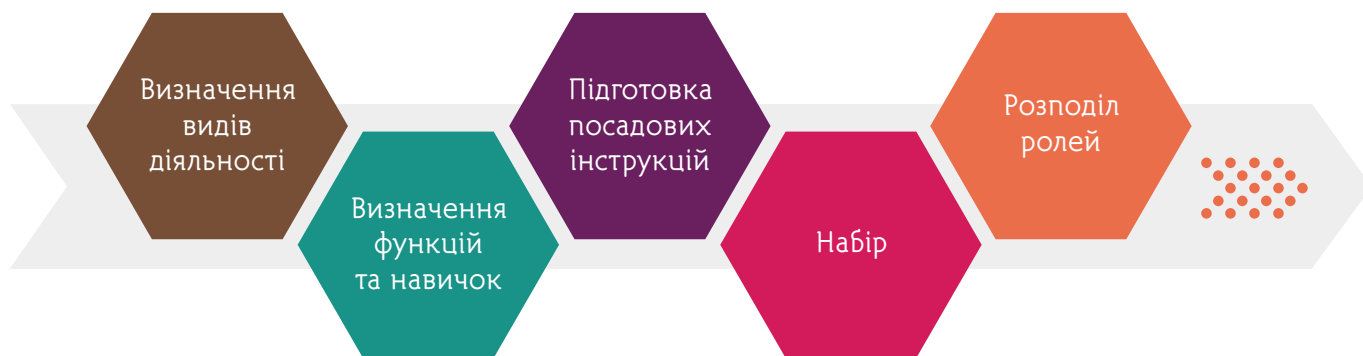 Визначення
видів
діяльності
Визначення
функцій
та навичок
Підготовка
посадових
інструкцій
Набір
Розподіл
ролей